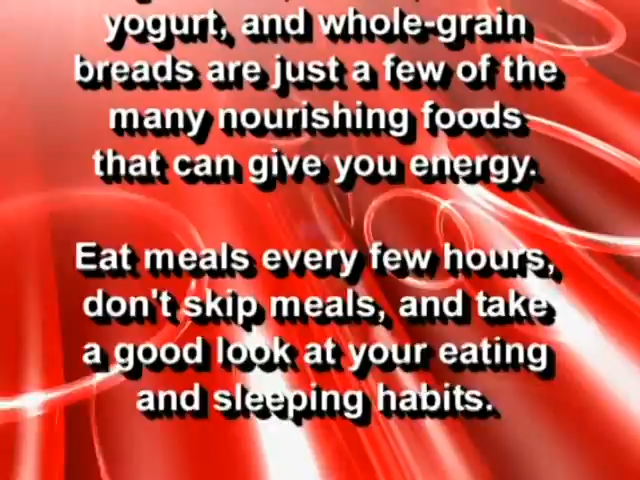 yogurt, and whole-grain
breads are just a few of the
many nourishing foods
that can give you energy.
Eat meals every few hours,
don't skip meals, and take
a good look at your eating
and sleeping habits.